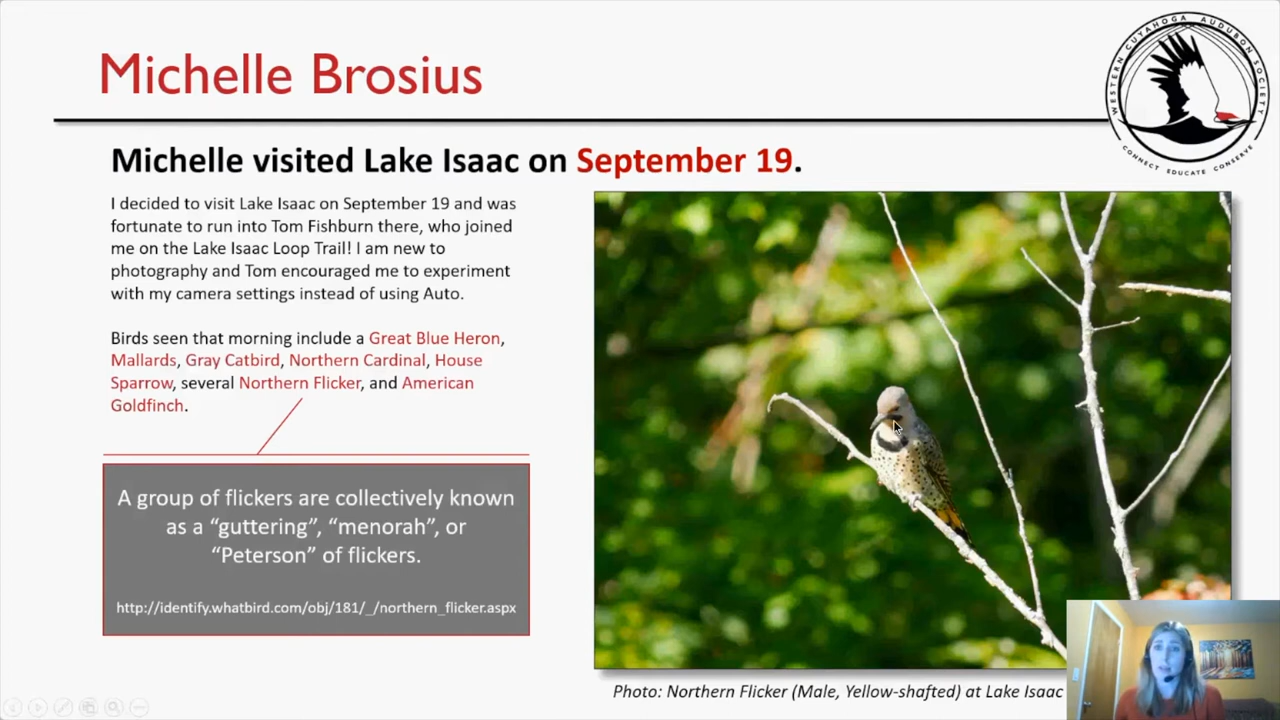 Michelle Brosius
WESTERN CUYAHOGA AUDUBON SOCIETY
CONNECT EDUCATE CONSERVE
Michelle visited Lake Isaac on September 19.
I decided to visit Lake Isaac on September 19 and was
fortunate to run into Tom Fishburn there, who joined
me on the Lake Isaac Loop Trail! I am new to
photography and Tom encouraged me to experiment
with my camera settings instead of using Auto.
Birds seen that morning include a Great Blue Heron,
Mallards, Gray Catbird, Northern Cardinal, House
Sparrow, several Northern Flicker, and American
Goldfinch.
A group of flickers are collectively known
as a “guttering”, “menorah”, or
“Peterson” of flickers.
http://identify.whatbird.com/obj/181/_/northern_flicker.aspx
Photo: Northern Flicker (Male, Yellow-shafted) at Lake Isaac